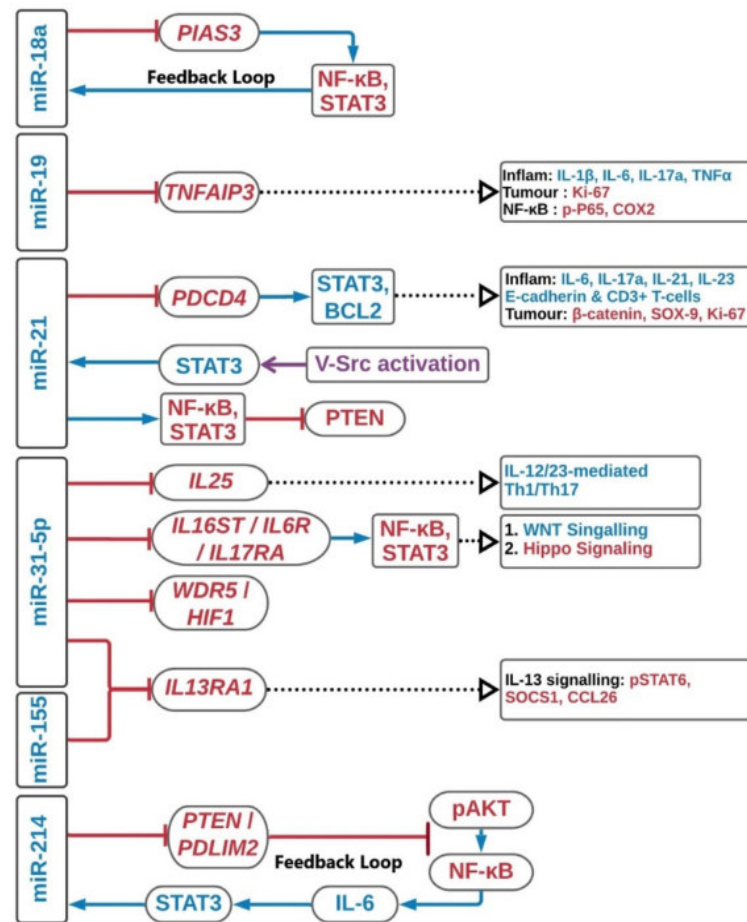 miR-18a
PIAS3
Feedback Loop
NF-κB,
STAT3
miR-19
TNFAIP3
Inflam: IL-1β, IL-6, IL-17a, TNFα
Tumour : Ki-67
NF-κB : p-P65, COX2
miR-21
PDCD4
STAT3,
BCL2
Inflam: IL-6, IL-17a, IL-21, IL-23
E-cadherin & CD3+ T-cells
Tumour: β-catenin, SOX-9, Ki-67
STAT3
V-Src activation
NF-κB,
STAT3
PTEN
miR-31-5p
IL25
IL-12/23-mediated
Th1/Th17
IL16ST / IL6R
/ IL17RA
NF-κB,
STAT3
1. WNT Singalling
2. Hippo Signaling
WDR5 /
HIF1
miR-155
IL13RA1
IL-13 signalling: pSTAT6,
SOCS1, CCL26
miR-214
PTEN /
PDLIM2
Feedback Loop
pAKT
NF-κB
IL-6
STAT3